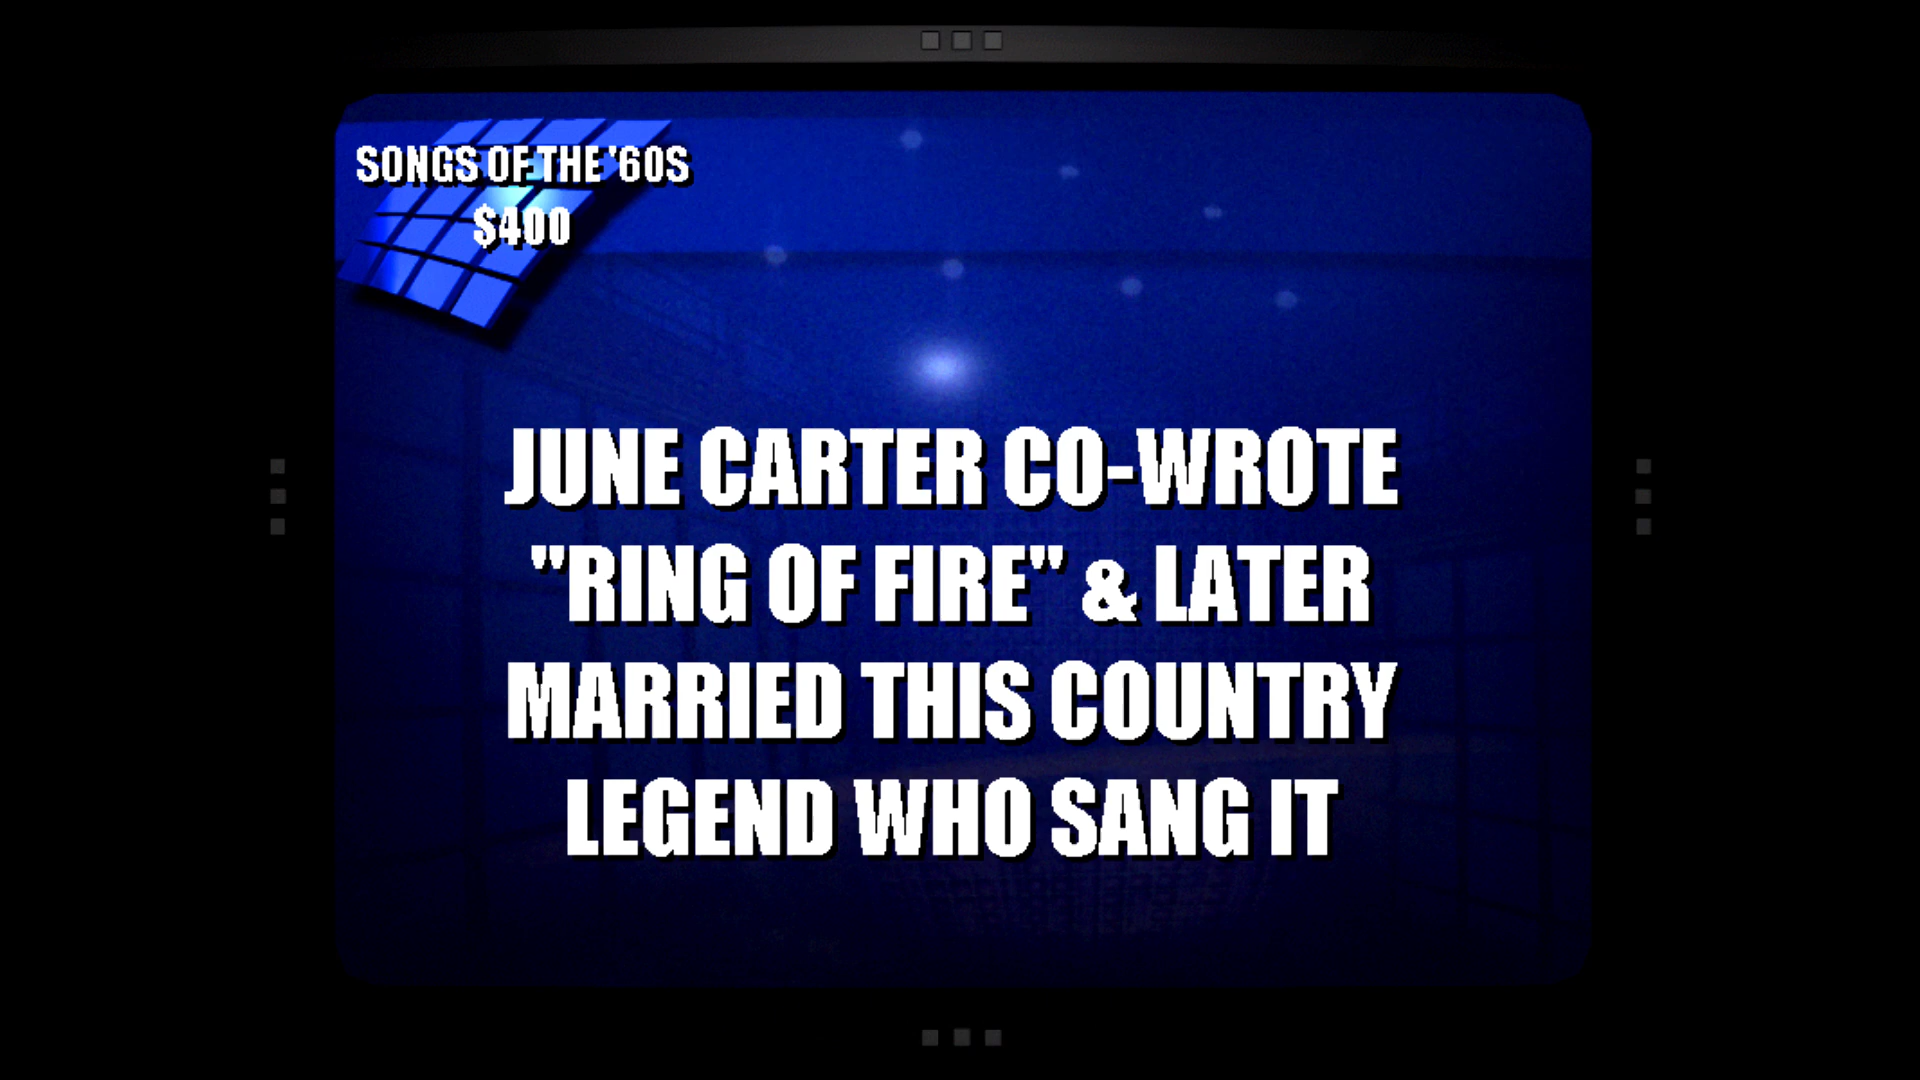 SONGS OF THE '60S
$400
JUNE CARTER CO-WROTE
"RING OF FIRE" & LATER
MARRIED THIS COUNTRY
LEGEND WHO SANG IT